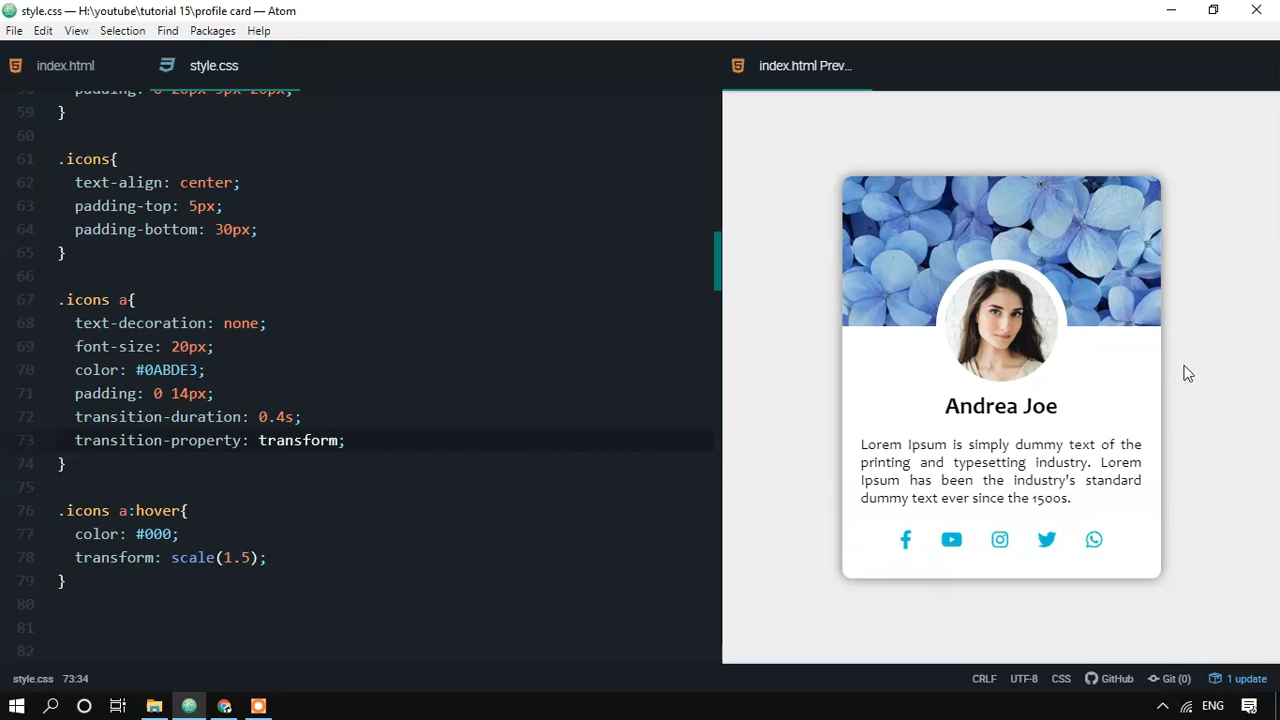 style.css — H:\youtube\tutorial 15\profile card — Atom
File Edit View Selection Find Packages Help
index.html
style.css
index.html Prev...
59 }
60
61 .icons{
62 text-align: center;
63 padding-top: 5px;
64 padding-bottom: 30px;
65 }
66
67 .icons a{
68 text-decoration: none;
69 font-size: 20px;
70 color: #0ABDE3;
71 padding: 0 14px;
72 transition-duration: 0.4s;
73 transition-property: transform;
74 }
75
76 .icons a:hover{
77 color: #000;
78 transform: scale(1.5);
79 }
80
81
82
Andrea Joe
Lorem Ipsum is simply dummy text of the
printing and typesetting industry. Lorem
Ipsum has been the industry's standard
dummy text ever since the 1500s.
style.css 73:34
CRLF UTF-8 CSS GitHub Git (0) 1 update
ENG